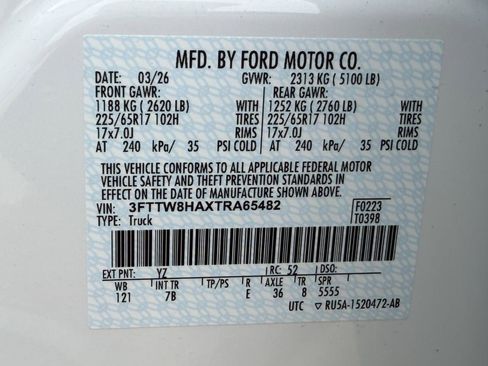 MFD. BY FORD MOTOR CO.
DATE: 03/26 GVWR: 2313 KG ( 5100 LB)
FRONT GAWR: REAR GAWR:
1188 KG ( 2620 LB) WITH 1252 KG ( 2760 LB) WITH
225/65R17 102H TIRES 225/65R17 102H TIRES
17x7.0J RIMS 17x7.0J RIMS
AT 240 kPa/ 35 PSI COLD AT 240 kPa/ 35 PSI COLD
THIS VEHICLE CONFORMS TO ALL APPLICABLE FEDERAL MOTOR
VEHICLE SAFETY AND THEFT PREVENTION STANDARDS IN
EFFECT ON THE DATE OF MANUFACTURE SHOWN ABOVE.
VIN: 3FTTW8HAXTRA65482 F0223
TYPE: Truck T0398
EXT PNT: YZ RC: 52 DSO:
WB INT TR TP/PS R AXLE TR SPR
121 7B E 36 8 5555
UTC ▽ RU5A-1520472-AB